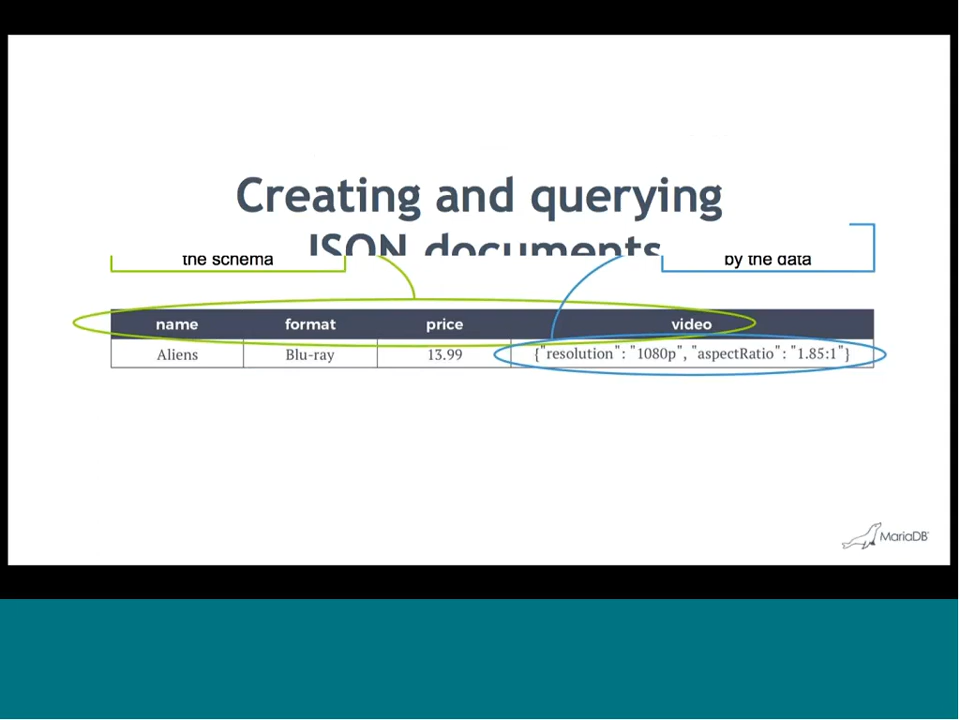 Creating and querying
JSON documents
the schema
by the data
name format price video
Aliens Blu-ray 13.99 {"resolution": "1080p", "aspectRatio": "1.85:1"}
MariaDB